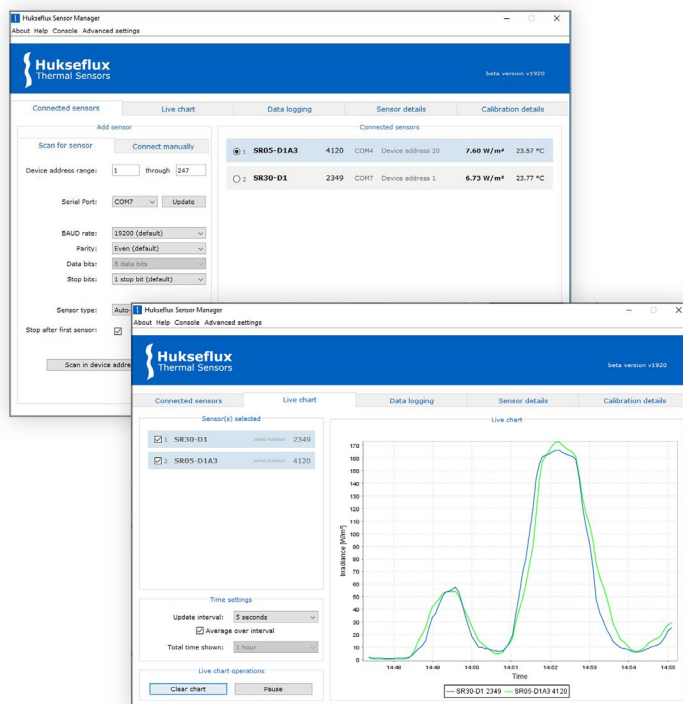 Hukseflux Sensor Manager
About Help Console Advanced settings
Hukseflux
Thermal Sensors
beta version v1920
Connected sensors Live chart Data logging Sensor details Calibration details
Add sensor
Connected sensors
Scan for sensor Connect manually
1 SR05-D1A3 4120 COM4 Device address 20 7.60 W/m² 23.57 °C
Device address range: 1 through 247
2 SR30-D1 2349 COM7 Device address 1 6.73 W/m² 23.77 °C
Serial Port: COM7 Update
BAUD rate: 19200 (default)
Parity: Even (default)
Data bits: 8 data bits
Stop bits: 1 stop bit (default)
Sensor type: Auto-
Stop after first sensor:
Scan in device addre
Hukseflux Sensor Manager
About Help Console Advanced settings
Hukseflux
Thermal Sensors
beta version v1920
Connected sensors Live chart Data logging Sensor details Calibration details
Sensor(s) selected
1 SR30-D1 serial number: 2349
2 SR05-D1A3 serial number: 4120
Time settings
Update interval: 5 seconds
Average over interval
Total time shown: 1 hour
Live chart operations
Clear chart Pause
Live chart
170
160
150
140
130
120
110
100
90
80
70
60
50
40
30
20
10
0
Irradiance [W/m²]
14:48 14:49 14:50 14:51 14:52 14:53 14:54 14:55
Time
SR30-D1 2349 SR05-D1A3 4120